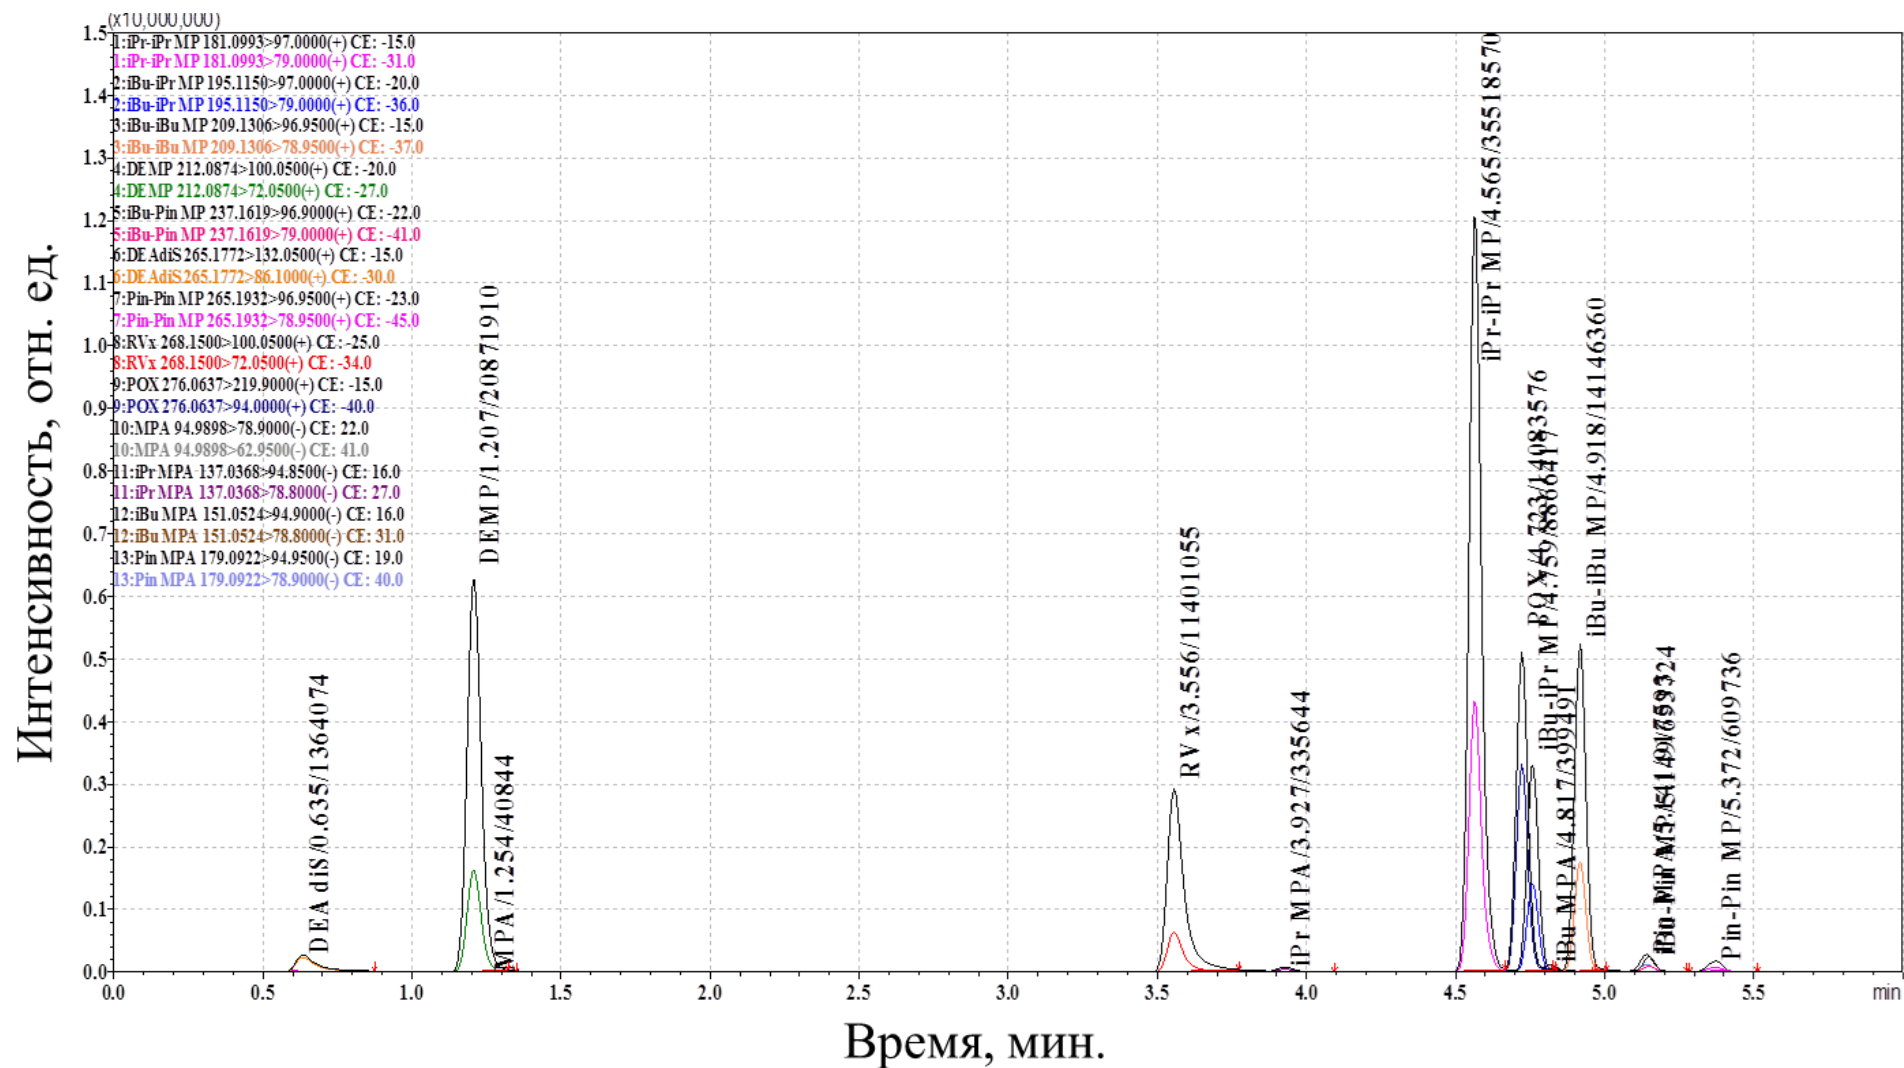 (x10,000,000)
1.5
1:iPr-iPr MP 181.0993>97.0000(+) CE: -15.0
1:iPr-iPr MP 181.0993>79.0000(+) CE: -31.0
2:iBu-iPr MP 195.1150>97.0000(+) CE: -20.0
2:iBu-iPr MP 195.1150>79.0000(+) CE: -36.0
3:iBu-iBu MP 209.1306>96.9500(+) CE: -15.0
3:iBu-iBu MP 209.1306>78.9500(+) CE: -37.0
4:DEMP 212.0874>100.0500(+) CE: -20.0
4:DEMP 212.0874>72.0500(+) CE: -27.0
5:iBu-Pin MP 237.1619>96.9000(+) CE: -22.0
5:iBu-Pin MP 237.1619>79.0000(+) CE: -41.0
6:DEAdiS 265.1772>132.0500(+) CE: -15.0
6:DEAdiS 265.1772>86.1000(+) CE: -30.0
7:Pin-Pin MP 265.1932>96.9500(+) CE: -23.0
7:Pin-Pin MP 265.1932>78.9500(+) CE: -45.0
8:RVx 268.1500>100.0500(+) CE: -25.0
8:RVx 268.1500>72.0500(+) CE: -34.0
9:POX 276.0637>219.9000(+) CE: -15.0
9:POX 276.0637>94.0000(+) CE: -40.0
10:MPA 94.9898>78.9000(-) CE: 22.0
10:MPA 94.9898>62.9500(-) CE: 41.0
11:iPr MPA 137.0368>94.8500(-) CE: 16.0
11:iPr MPA 137.0368>78.8000(-) CE: 27.0
12:iBu MPA 151.0524>94.9000(-) CE: 16.0
12:iBu MPA 151.0524>78.8000(-) CE: 31.0
13:Pin MPA 179.0922>94.9500(-) CE: 19.0
13:Pin MPA 179.0922>78.9000(-) CE: 40.0
1.4
1.3
1.2
1.1
1.0
0.9
0.8
0.7
0.6
0.5
0.4
0.3
0.2
0.1
0.0
Интенсивность, отн. ед.
DEA diS/0.635/1364074
DEMP/1.207/20871910
MPA/1.254/40844
RVx/3.556/11401055
iPr MPA/3.927/335644
iPr-iPr MP/4.565/35518570
POX/4.723/14083576
iBu-iPr MP/4.759/
iBu MPA/4.817/399491
iBu-iBu MP/4.918/14146360
Pin-Pin MP/5.372/609736
0.0 0.5 1.0 1.5 2.0 2.5 3.0 3.5 4.0 4.5 5.0 5.5 min
Время, мин.